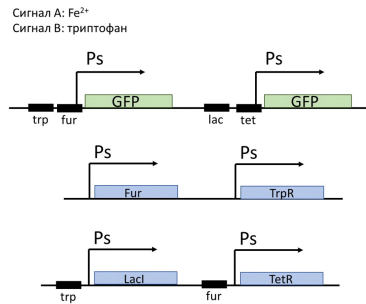 Сигнал А: Fe²⁺
Сигнал В: триптофан
Ps Ps
GFP GFP
trp fur lac tet
Ps Ps
Fur TrpR
Ps Ps
LacI TetR
trp fur